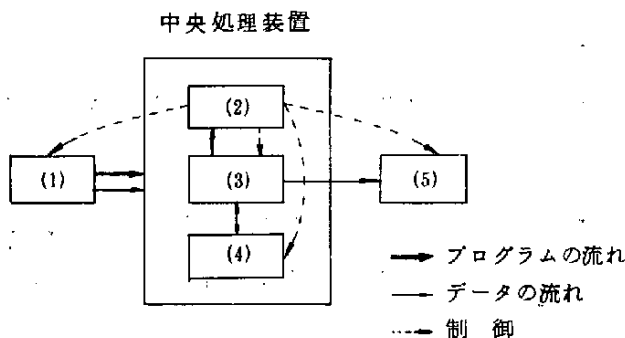 中央処理装置
(2)
(1)
(3)
(5)
(4)
プログラムの流れ
データの流れ
制 御